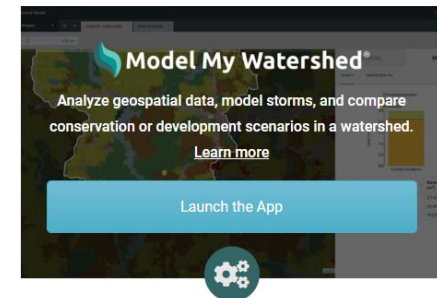 Model My Watershed®
Analyze geospatial data, model storms, and compare
conservation or development scenarios in a watershed.
Learn more
Launch the App